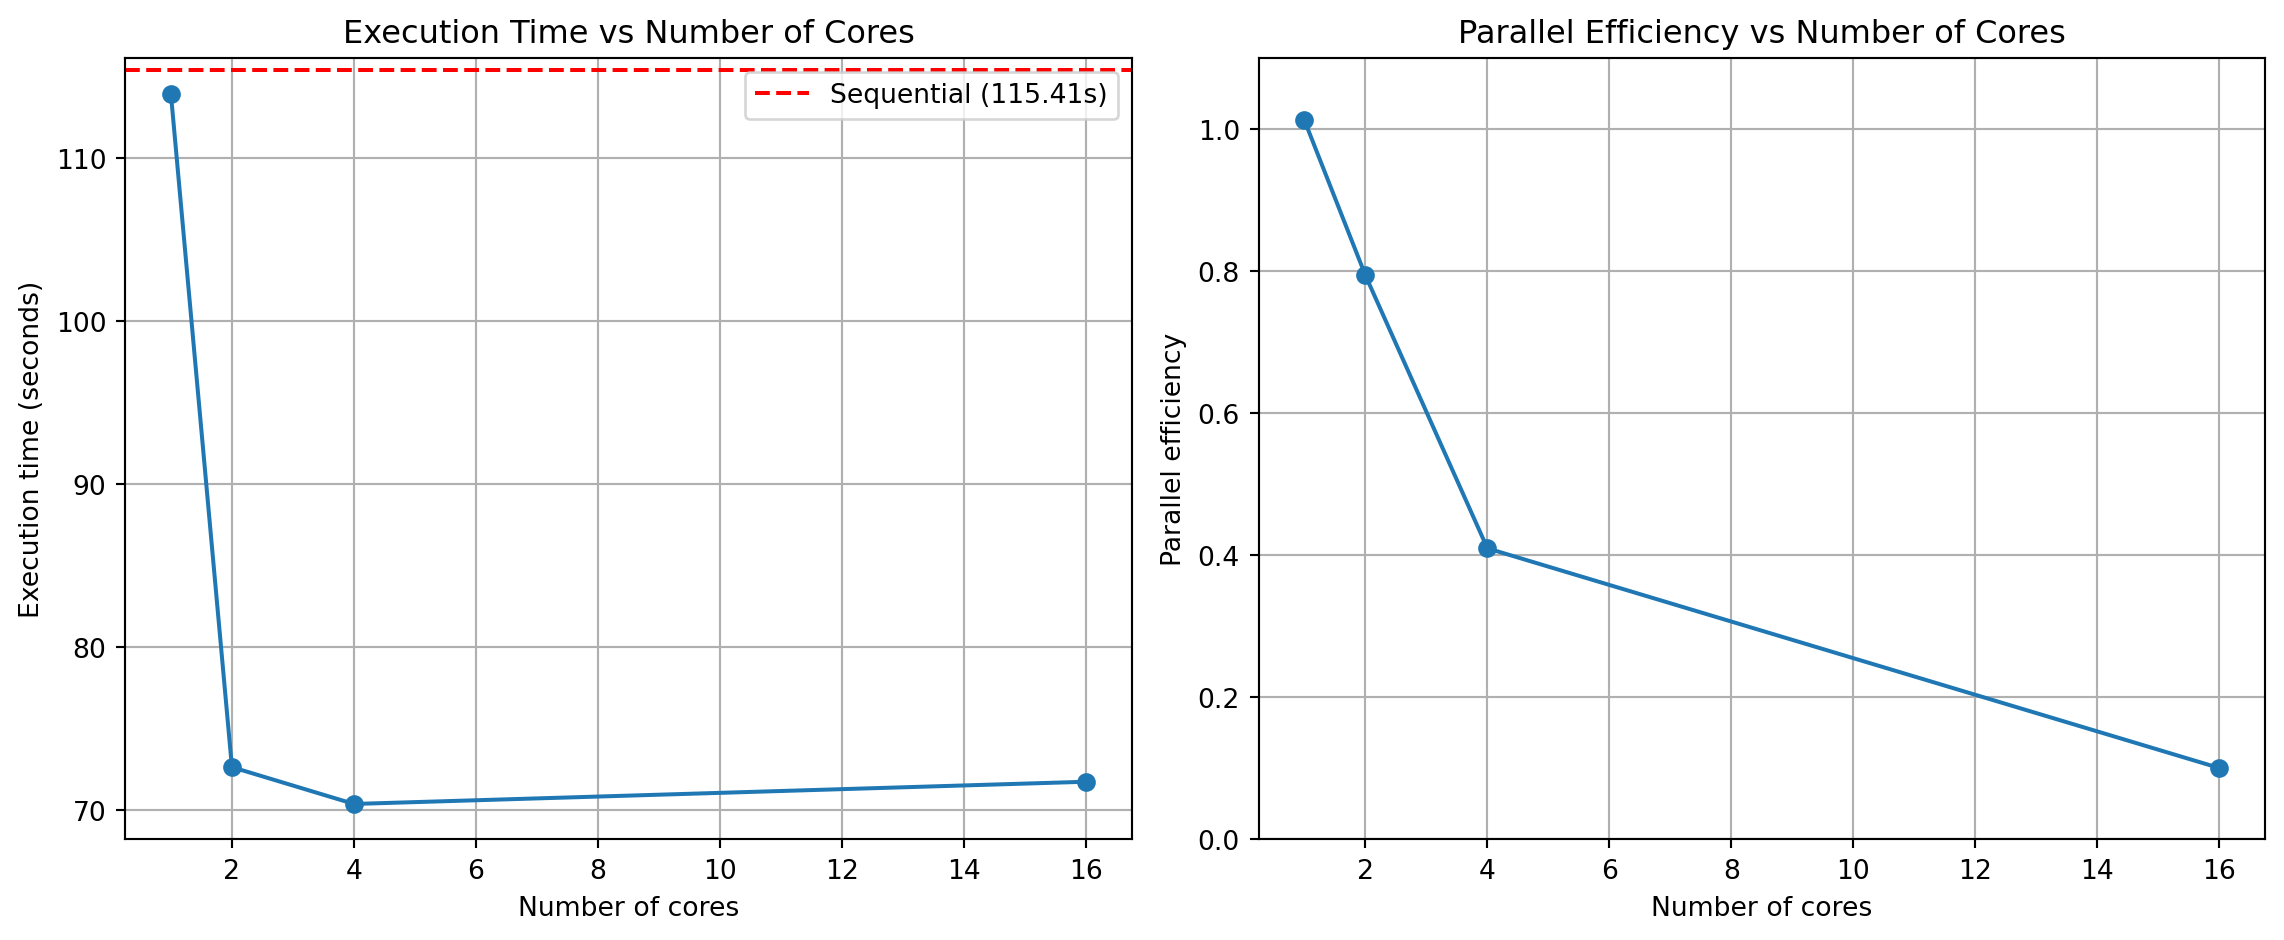 Execution Time vs Number of Cores
Sequential (115.41s)
110
100
90
80
70
Execution time (seconds)
2 4 6 8 10 12 14 16
Number of cores
Parallel Efficiency vs Number of Cores
1.0
0.8
0.6
0.4
0.2
0.0
Parallel efficiency
2 4 6 8 10 12 14 16
Number of cores